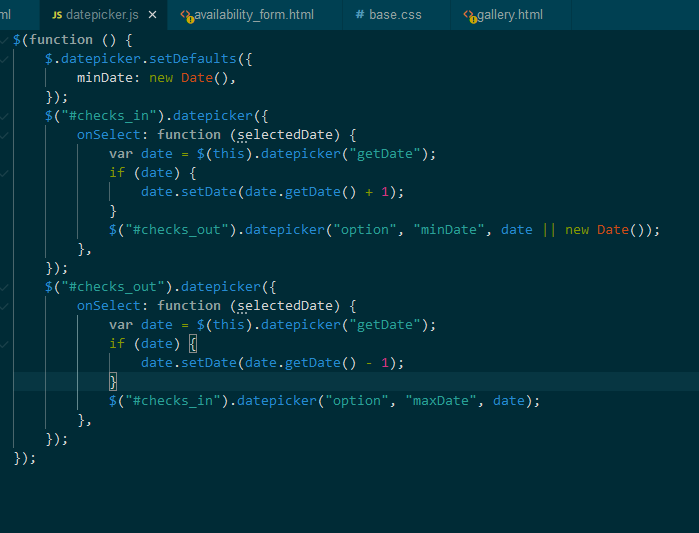 ml
JS datepicker.js × availability_form.html # base.css gallery.html
$(function () {
$.datepicker.setDefaults({
minDate: new Date(),
});
$("#checks_in").datepicker({
onSelect: function (selectedDate) {
var date = $(this).datepicker("getDate");
if (date) {
date.setDate(date.getDate() + 1);
}
$("#checks_out").datepicker("option", "minDate", date || new Date());
},
});
$("#checks_out").datepicker({
onSelect: function (selectedDate) {
var date = $(this).datepicker("getDate");
if (date) {
date.setDate(date.getDate() - 1);
}
$("#checks_in").datepicker("option", "maxDate", date);
},
});
});